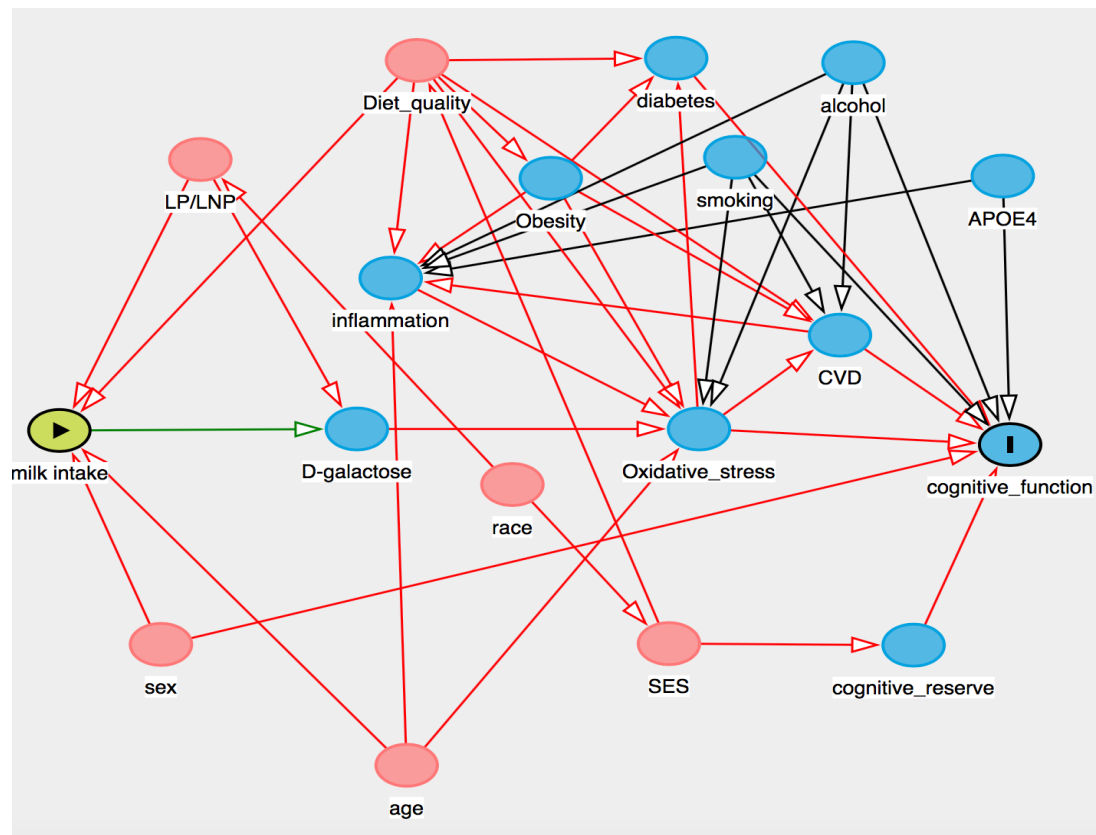 Diet_quality
diabetes
alcohol
LP/LNP
Obesity
smoking
APOE4
inflammation
CVD
milk intake
D-galactose
Oxidative_stress
cognitive_function
race
sex
SES
cognitive_reserve
age